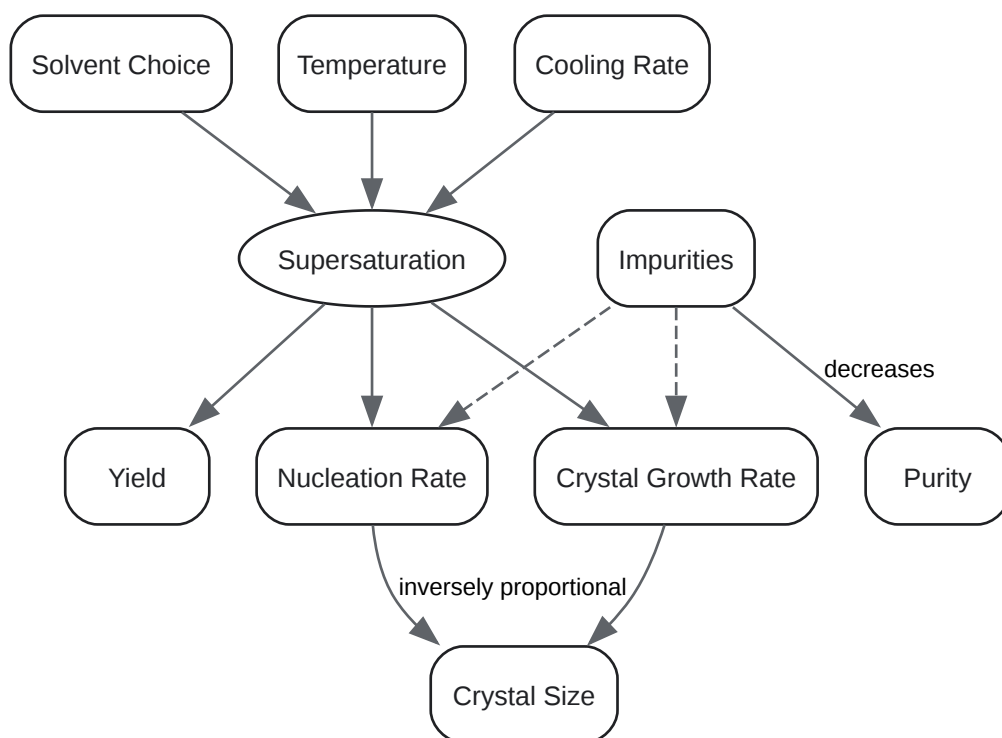 Solvent Choice
Temperature
Cooling Rate
Supersaturation
Impurities
decreases
Yield
Nucleation Rate
Crystal Growth Rate
Purity
inversely proportional
Crystal Size